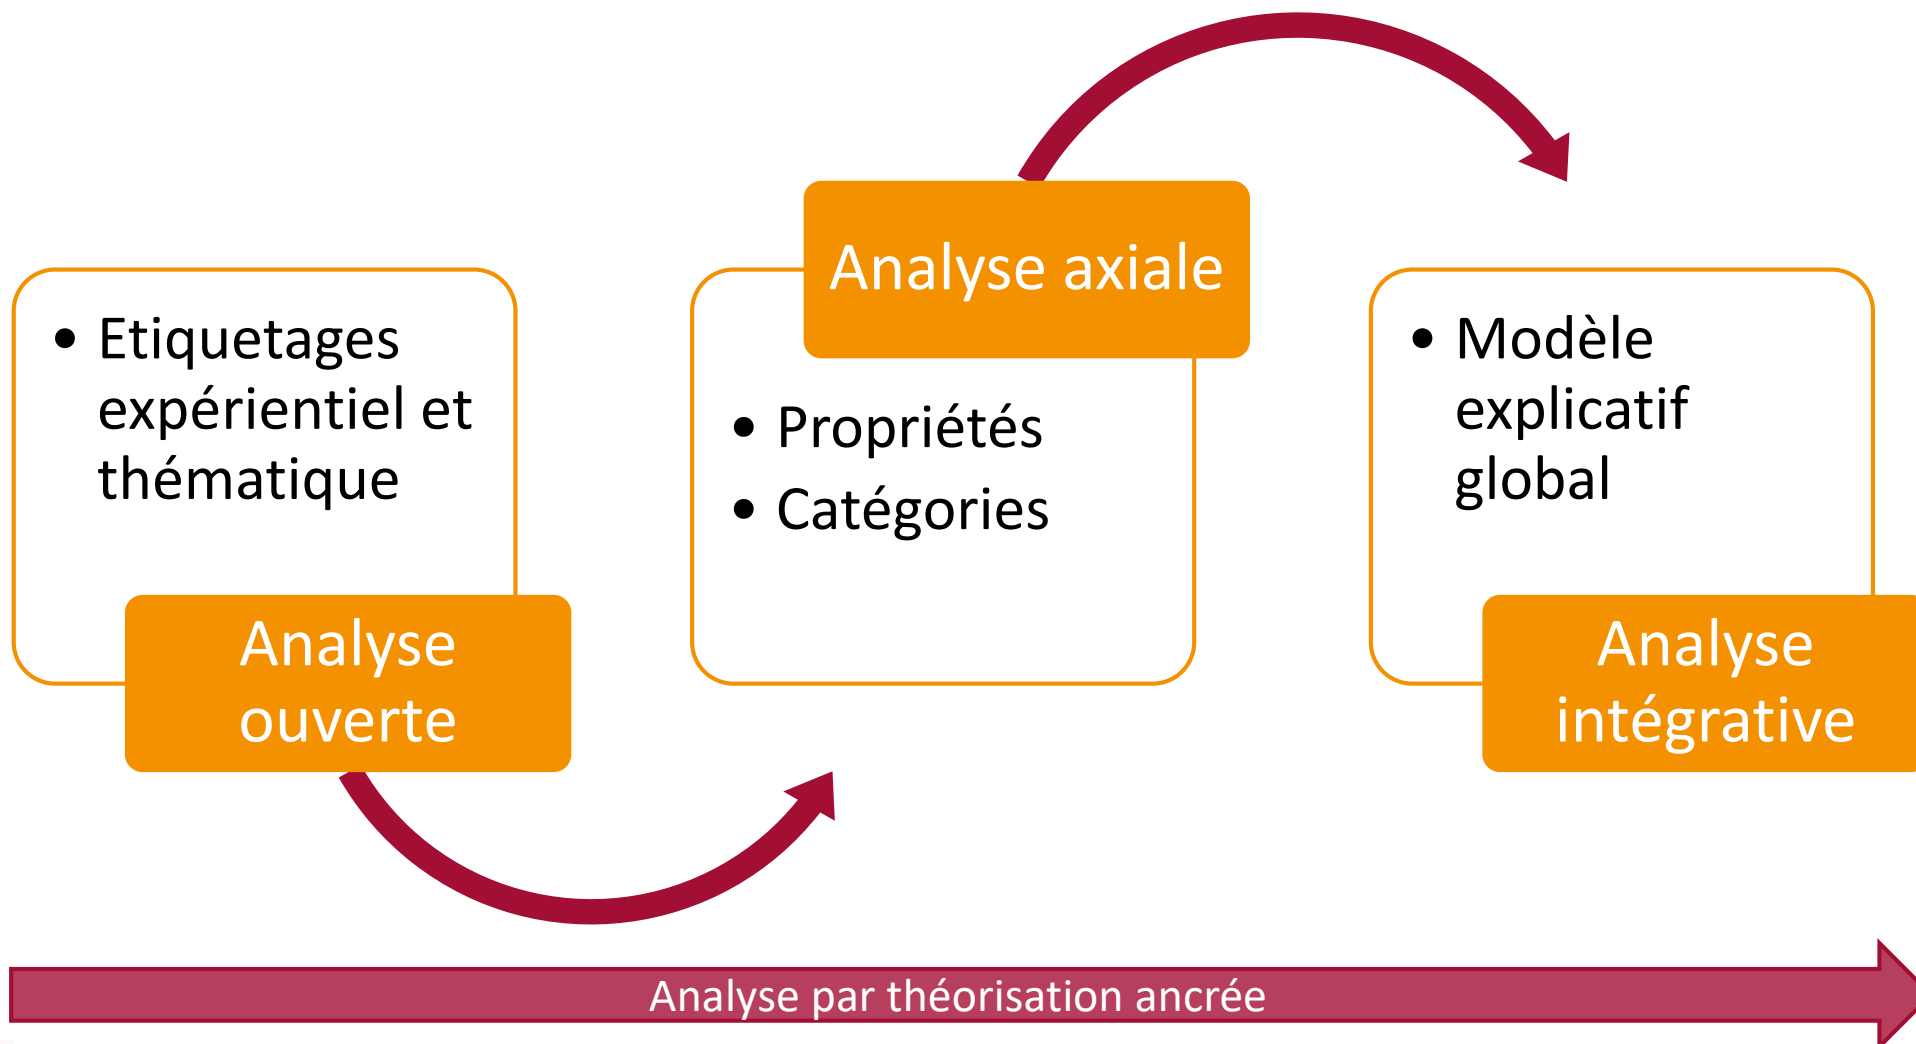 • Etiquetages
expérientiel et
thématique
Analyse
ouverte
Analyse axiale
• Propriétés
• Catégories
• Modèle
explicatif
global
Analyse
intégrative
Analyse par théorisation ancrée